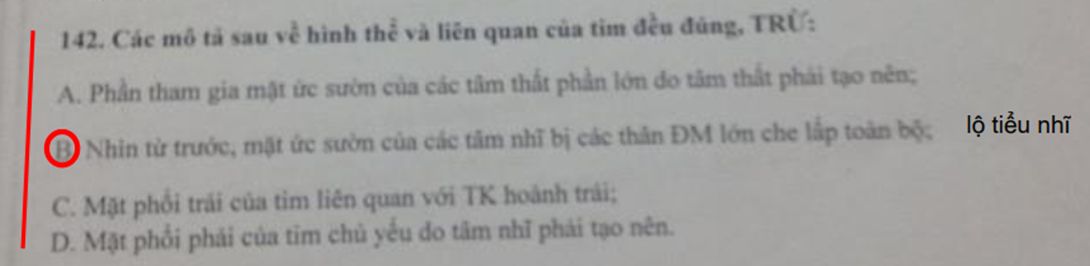 142. Các mô tả sau về hình thể và liên quan của tim đều đúng, TRỪ:
A. Phần tham gia mặt ức sườn của các tâm thất phần lớn do tâm thất phải tạo nên;
B Nhìn từ trước, mặt ức sườn của các tâm nhĩ bị các thân ĐM lớn che lấp toàn bộ; lộ tiểu nhĩ
C. Mặt phổi trái của tim liên quan với TK hoành trái;
D. Mặt phổi phải của tim chủ yếu do tâm nhĩ phải tạo nên.